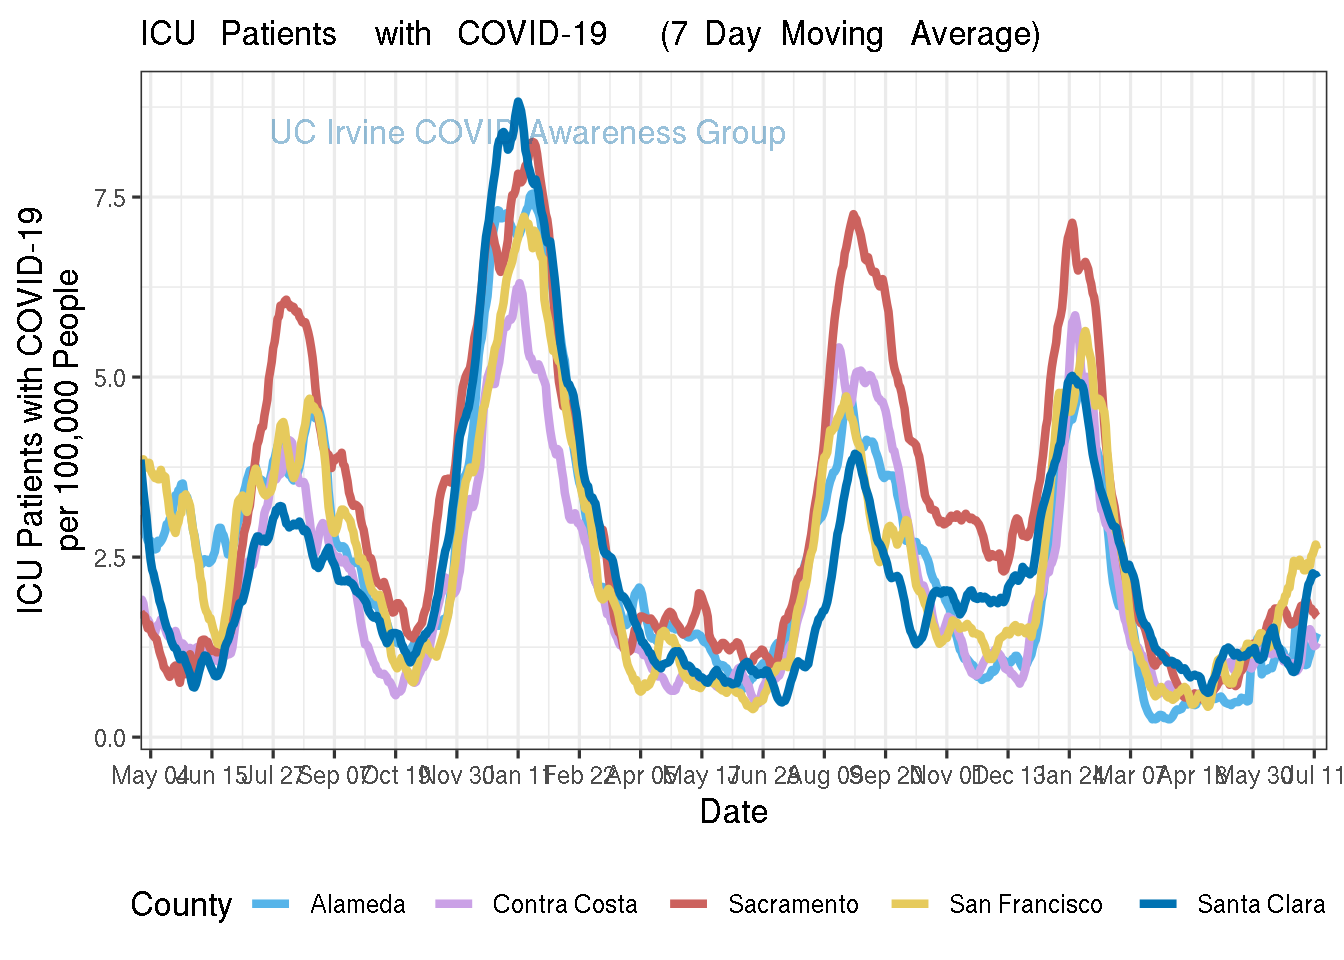 ICU Patients with COVID-19 (7 Day Moving Average)
UC Irvine COVID Awareness Group
ICU Patients with COVID-19
per 100,000 People
7.5
5.0
2.5
0.0
May 04 Jun 15 Jul 27 Sep 07 Oct 19 Nov 30 Jan 11 Feb 22 Apr 05 May 17 Jun 28 Aug 09 Sep 20 Nov 01 Dec 13 Jan 24 Mar 07 Apr 18 May 30 Jul 11
Date
County Alameda Contra Costa Sacramento San Francisco Santa Clara